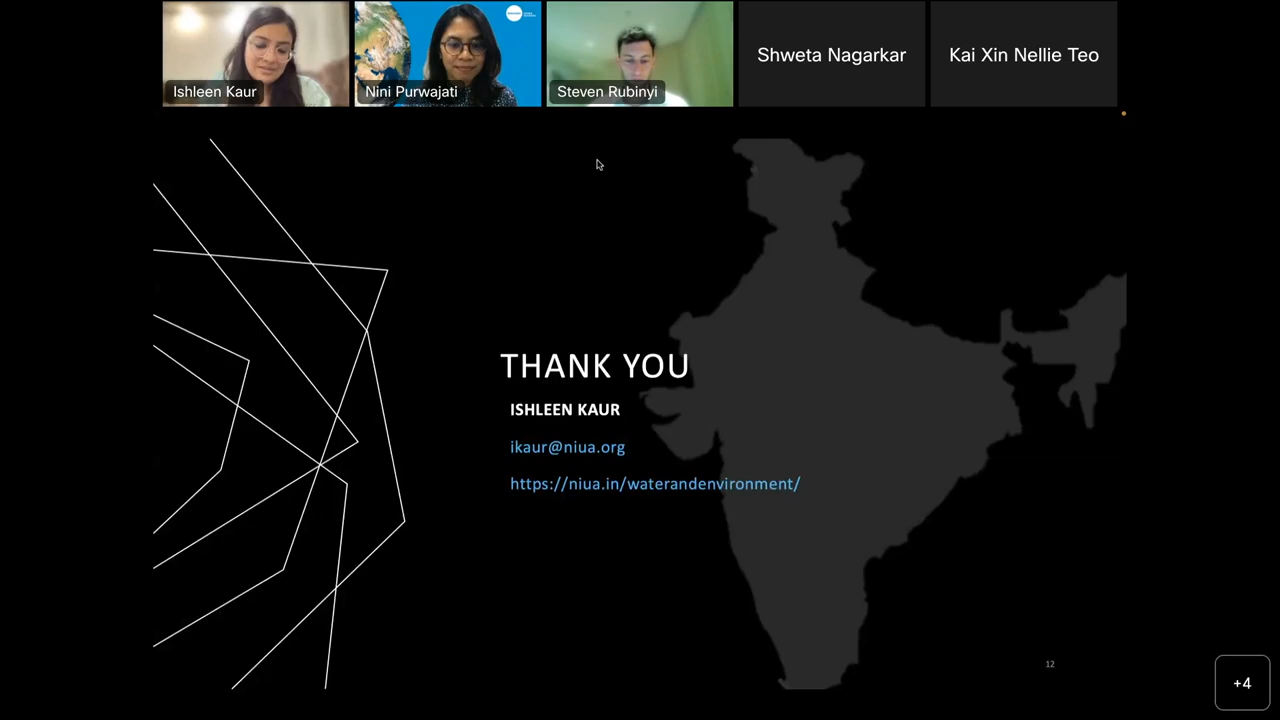 Ishleen Kaur
Nini Purwajati
Steven Rubinyi
Shweta Nagarkar
Kai Xin Nellie Teo
THANK YOU
ISHLEEN KAUR
ikaur@niua.org
https://niua.in/waterandenvironment/
12
+4